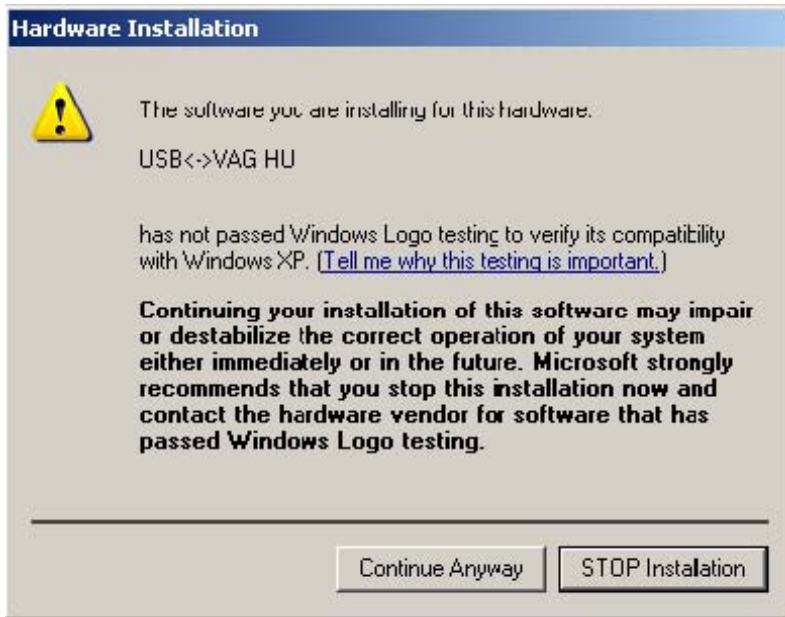 Hardware Installation
The software you are installing for this hardware:
USB<->VAG HU
has not passed Windows Logo testing to verify its compatibility
with Windows XP. (Tell me why this testing is important.)
Continuing your installation of this software may impair
or destabilize the correct operation of your system
either immediately or in the future. Microsoft strongly
recommends that you stop this installation now and
contact the hardware vendor for software that has
passed Windows Logo testing.
Continue Anyway
STOP Instalation